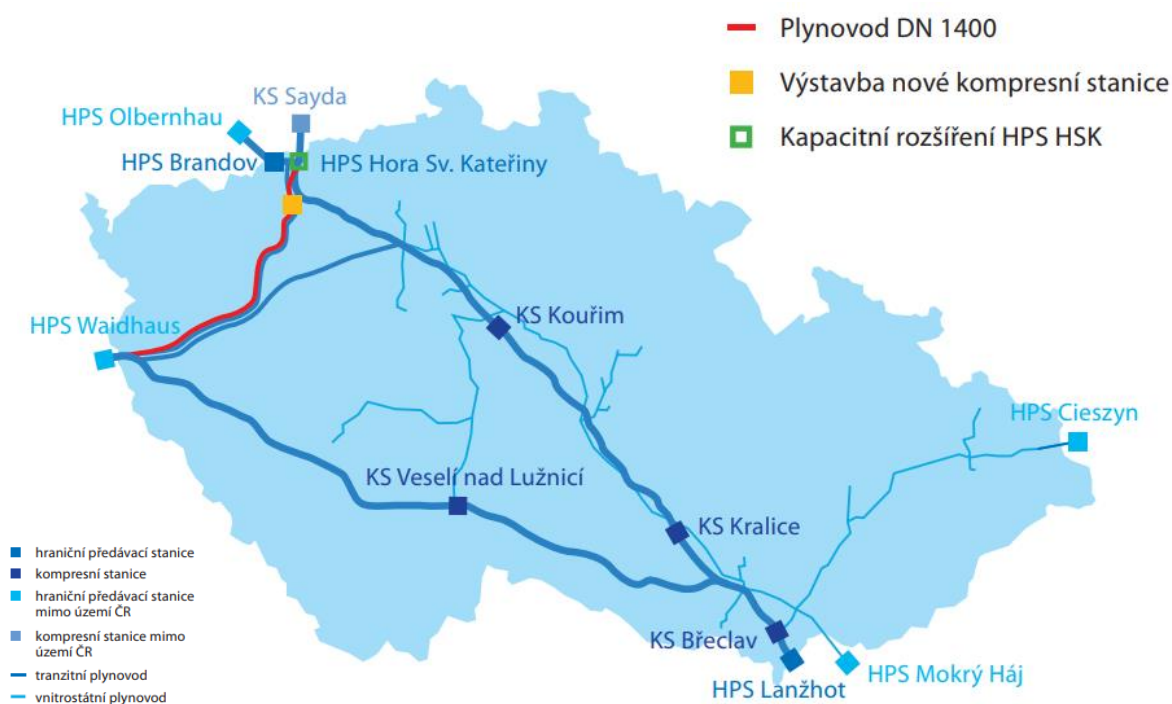 Plynovod DN 1400
Výstavba nové kompresní stanice
Kapacitní rozšíření HPS HSK
KS Sayda
HPS Olbernhau
HPS Brandov
HPS Hora Sv. Kateřiny
HPS Waidhaus
KS Kouřim
HPS Cieszyn
KS Veselí nad Lužnicí
KS Kralice
KS Břeclav
HPS Mokrý Háj
HPS Lanžhot
hraniční předávací stanice
kompresní stanice
hraniční předávací stanice
mimo území ČR
kompresní stanice mimo
území ČR
tranzitní plynovod
vnitrostátní plynovod